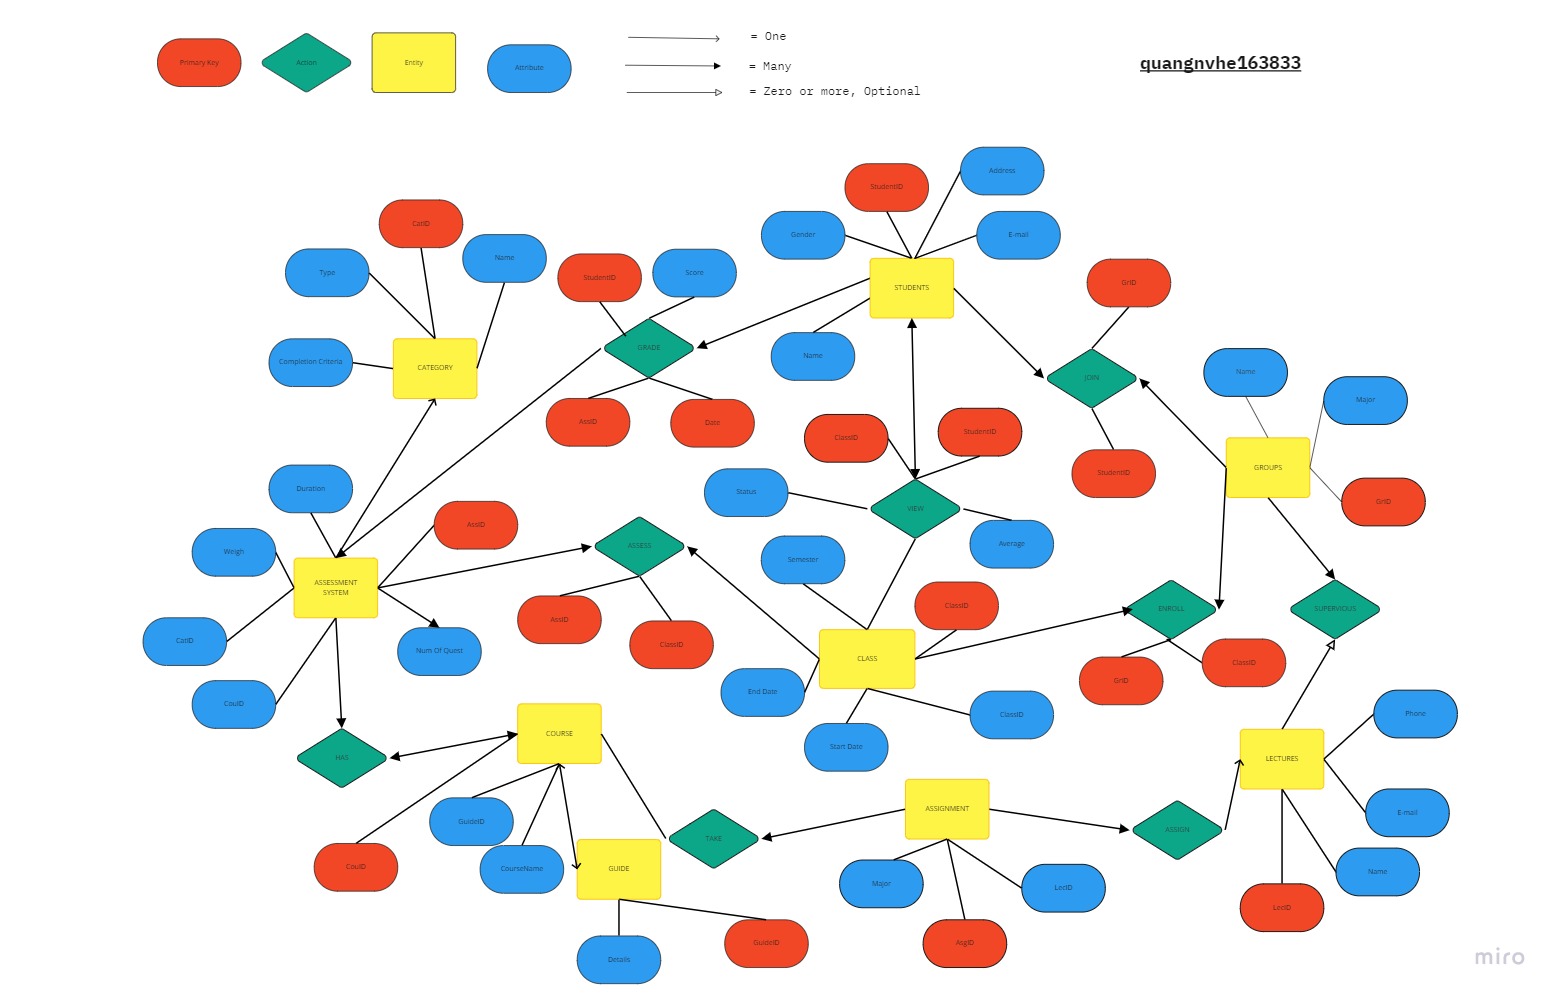 Primary Key
Action
Entity
Attribute
= One
= Many
= Zero or more, Optional
quangnvhe163833
Address
StudentID
Gender
E-mail
CatID
Name
Type
StudentID
Score
STUDENTS
GrID
Completion Criteria
CATEGORY
GRADE
Name
JOIN
Name
Major
AssID
Date
ClassID
StudentID
GROUPS
StudentID
Duration
Status
GrID
AssID
VIEW
Weigh
ASSESS
Average
Semester
ASSESSMENT
SYSTEM
ClassID
ENROLL
SUPERVIOUS
AssID
CatID
ClassID
Num Of Quest
CLASS
ClassID
GrID
End Date
CouID
ClassID
Phone
COURSE
Start Date
HAS
LECTURES
ASSIGNMENT
E-mail
GuideID
ASSIGN
TAKE
CouID
CourseName
GUIDE
Name
Major
LecID
LecID
GuideID
AsgID
Details
miro